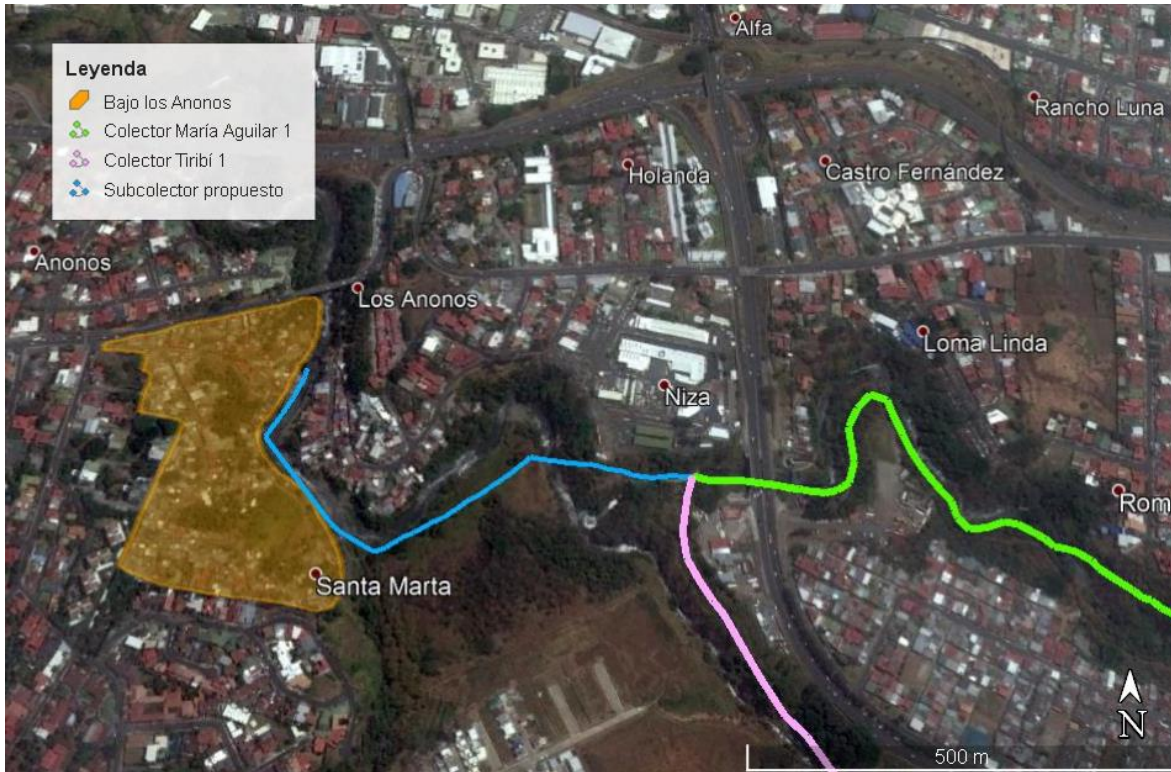 Alfa
Leyenda
Bajo los Anonos
Colector María Aguilar 1
Colector Tiribí 1
Subcolector propuesto
Rancho Luna
Holanda
Castro Fernández
Anonos
Los Anonos
Loma Linda
Niza
Rom
Santa Marta
N
500 m